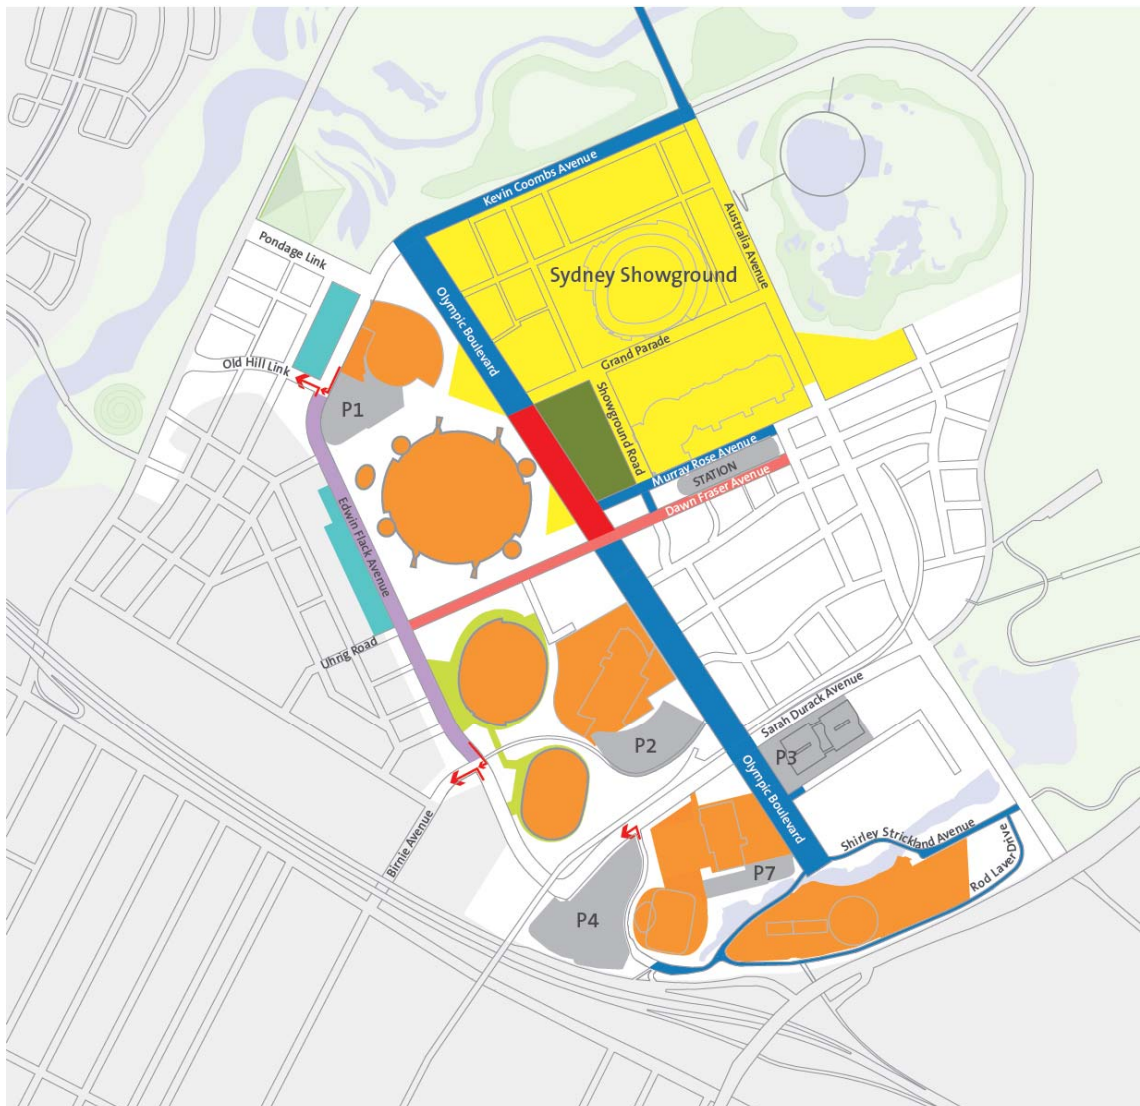 Kevin Coombs Avenue
Australia Avenue
Pondage Link
Sydney Showground
Olympic Boulevard
Grand Parade
Old Hill Link
P1
Showground Road
Murray Rose Avenue
STATION
Dawn Fraser Avenue
Edwin Flack Avenue
Uhrig Road
Sarah Durack Avenue
P2
P3
Olympic Boulevard
Birnie Avenue
Shirley Strickland Avenue
Rod Laver Drive
P7
P4